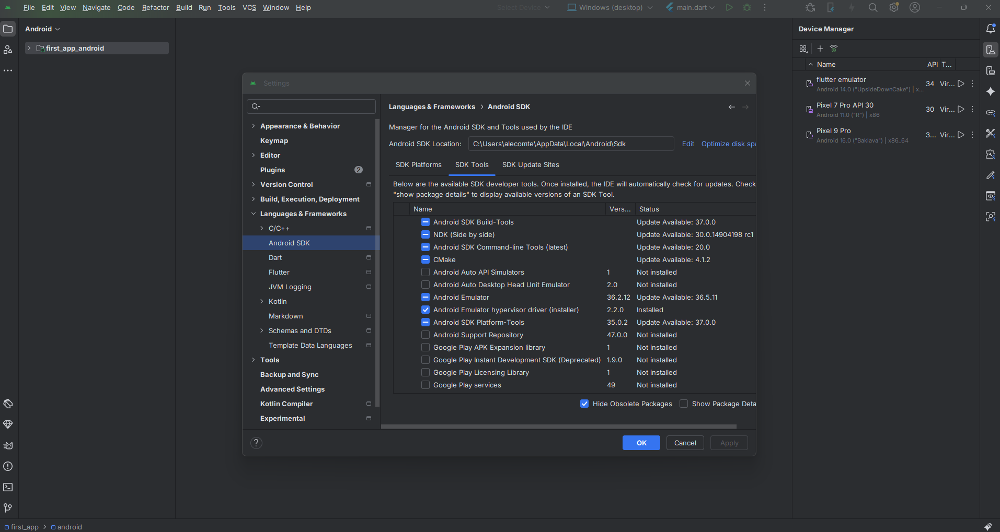 File Edit View Navigate Code Refactor Build Run Tools VCS Window Help
Select Device
Windows (desktop)
main.dart
Android
first_app_android
Settings
Appearance & Behavior
Keymap
Editor
Plugins 2
Version Control
Build, Execution, Deployment
Languages & Frameworks
C/C++
Android SDK
Dart
Flutter
JVM Logging
Kotlin
Markdown
Schemas and DTDs
Template Data Languages
Tools
Backup and Sync
Advanced Settings
Kotlin Compiler
Experimental
Languages & Frameworks › Android SDK
Manager for the Android SDK and Tools used by the IDE
Android SDK Location: C:\Users\alecomte\AppData\Local\Android\Sdk Edit Optimize disk spa
SDK Platforms SDK Tools SDK Update Sites
Below are the available SDK developer tools. Once installed, the IDE will automatically check for updates. Check
"show package details" to display available versions of an SDK Tool.
Name Vers... Status
Android SDK Build-Tools Update Available: 37.0.0
NDK (Side by side) Update Available: 30.0.14904198 rc1
Android SDK Command-line Tools (latest) Update Available: 20.0
CMake Update Available: 4.1.2
Android Auto API Simulators 1 Not installed
Android Auto Desktop Head Unit Emulator 2.0 Not installed
Android Emulator 36.2.12 Update Available: 36.5.11
Android Emulator hypervisor driver (installer) 2.2.0 Installed
Android SDK Platform-Tools 35.0.2 Update Available: 37.0.0
Android Support Repository 47.0.0 Not installed
Google Play APK Expansion library 1 Not installed
Google Play Instant Development SDK (Deprecated) 1.9.0 Not installed
Google Play Licensing Library 1 Not installed
Google Play services 49 Not installed
Hide Obsolete Packages Show Package Deta
? OK Cancel Apply
Device Manager
Name API T...
flutter emulator 34 Vir...
Android 14.0 ("UpsideDownCake") | x...
Pixel 7 Pro API 30 30 Vir...
Android 11.0 ("R") | x86
Pixel 9 Pro 3... Vir...
Android 16.0 ("Baklava") | x86_64
first_app > android